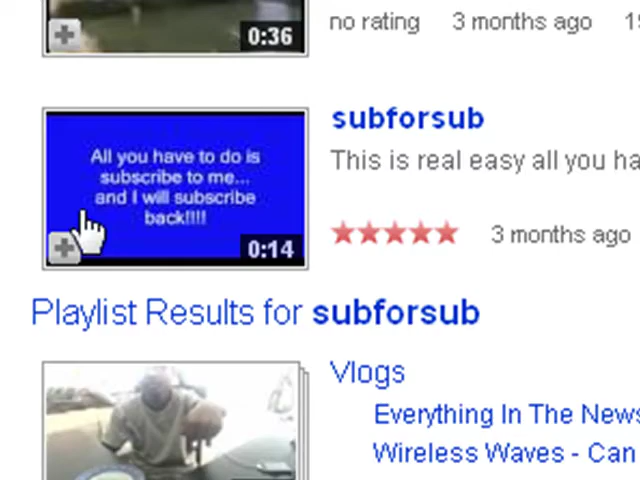 0:36
no rating 3 months ago
subforsub
All you have to do is
subscribe to me...
and I will subscribe
back!!!!
0:14
This is real easy all you ha
3 months ago
Playlist Results for subforsub
Vlogs
Everything In The News
Wireless Waves - Can